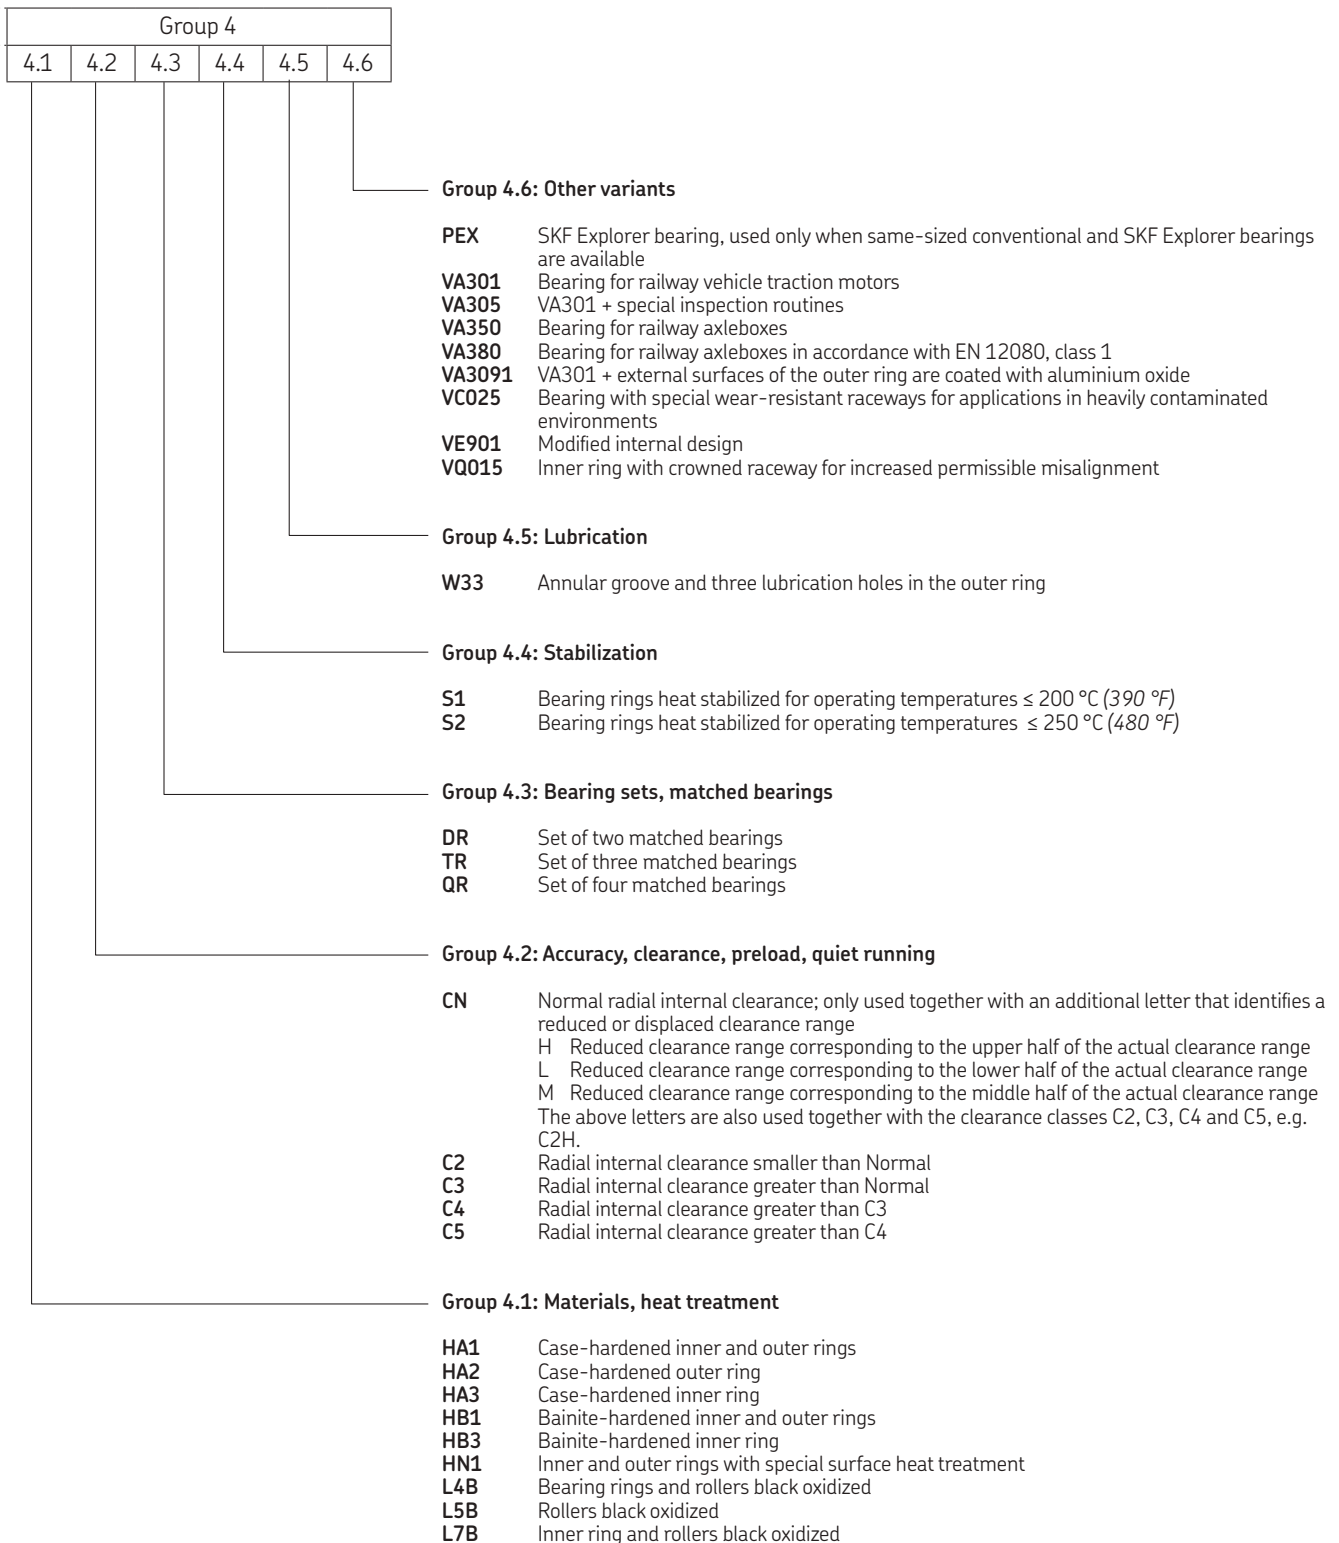 Group 4
4.1 4.2 4.3 4.4 4.5 4.6
Group 4.6: Other variants
PEX SKF Explorer bearing, used only when same-sized conventional and SKF Explorer bearings
are available
VA301 Bearing for railway vehicle traction motors
VA305 VA301 + special inspection routines
VA350 Bearing for railway axleboxes
VA380 Bearing for railway axleboxes in accordance with EN 12080, class 1
VA3091 VA301 + external surfaces of the outer ring are coated with aluminium oxide
VC025 Bearing with special wear-resistant raceways for applications in heavily contaminated
environments
VE901 Modified internal design
VQ015 Inner ring with crowned raceway for increased permissible misalignment
Group 4.5: Lubrication
W33 Annular groove and three lubrication holes in the outer ring
Group 4.4: Stabilization
S1 Bearing rings heat stabilized for operating temperatures ≤ 200 °C (390 °F)
S2 Bearing rings heat stabilized for operating temperatures ≤ 250 °C (480 °F)
Group 4.3: Bearing sets, matched bearings
DR Set of two matched bearings
TR Set of three matched bearings
QR Set of four matched bearings
Group 4.2: Accuracy, clearance, preload, quiet running
CN Normal radial internal clearance; only used together with an additional letter that identifies a
reduced or displaced clearance range
H Reduced clearance range corresponding to the upper half of the actual clearance range
L Reduced clearance range corresponding to the lower half of the actual clearance range
M Reduced clearance range corresponding to the middle half of the actual clearance range
The above letters are also used together with the clearance classes C2, C3, C4 and C5, e.g.
C2H.
C2 Radial internal clearance smaller than Normal
C3 Radial internal clearance greater than Normal
C4 Radial internal clearance greater than C3
C5 Radial internal clearance greater than C4
Group 4.1: Materials, heat treatment
HA1 Case-hardened inner and outer rings
HA2 Case-hardened outer ring
HA3 Case-hardened inner ring
HB1 Bainite-hardened inner and outer rings
HB3 Bainite-hardened inner ring
HN1 Inner and outer rings with special surface heat treatment
L4B Bearing rings and rollers black oxidized
L5B Rollers black oxidized
L7B Inner ring and rollers black oxidized